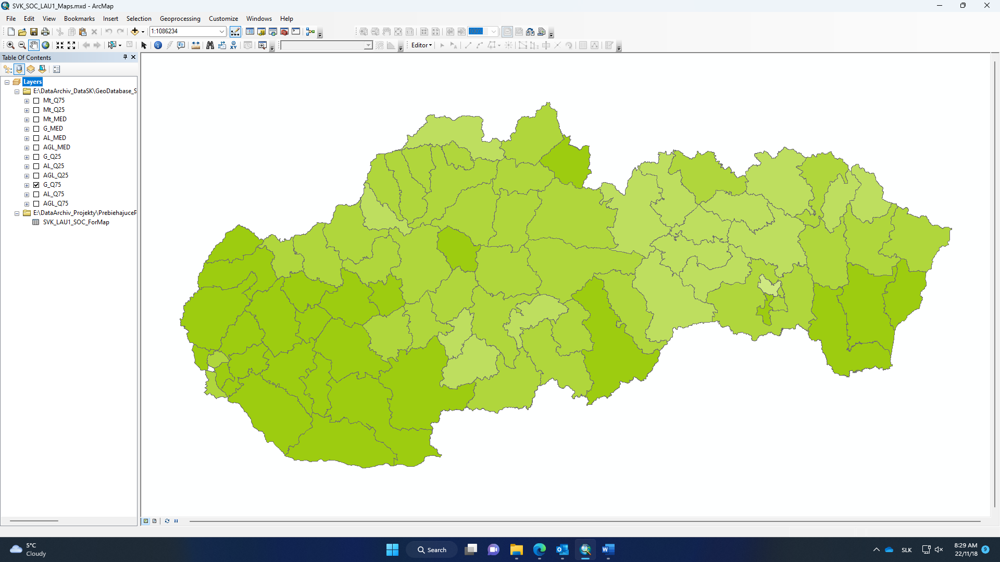 SVK_SOC_LAU1_Maps.mxd - ArcMap
File Edit View Bookmarks Insert Selection Geoprocessing Customize Windows Help
1:1086234
100%
Editor
Table Of Contents
Layers
E:\DataArchiv_DataSK\GeoDatabase_S
Mt_Q75
Mt_Q25
Mt_MED
G_MED
AL_MED
AGL_MED
G_Q25
AL_Q25
AGL_Q25
G_Q75
AL_Q75
AGL_Q75
E:\DataArchiv_Projekty\PrebiehajuceP
SVK_LAU1_SOC_ForMap
5°C
Cloudy
Search
SLK
8:29 AM
22/11/18
9